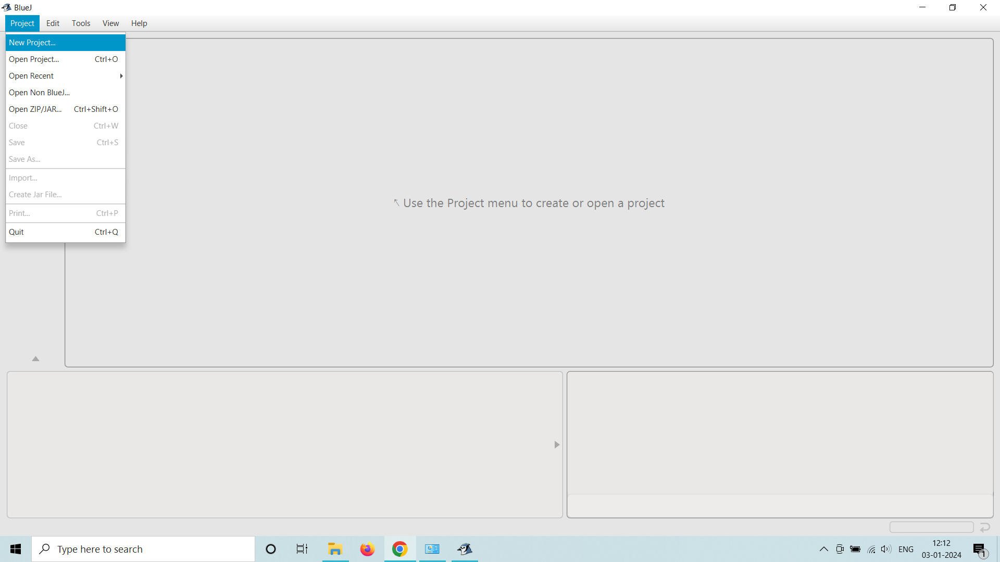 BlueJ
Project Edit Tools View Help
New Project...
Open Project... Ctrl+O
Open Recent
Open Non BlueJ...
Open ZIP/JAR... Ctrl+Shift+O
Close Ctrl+W
Save Ctrl+S
Save As...
Import...
Create Jar File...
Print... Ctrl+P
Quit Ctrl+Q
Use the Project menu to create or open a project
Type here to search
ENG
12:12
03-01-2024
1